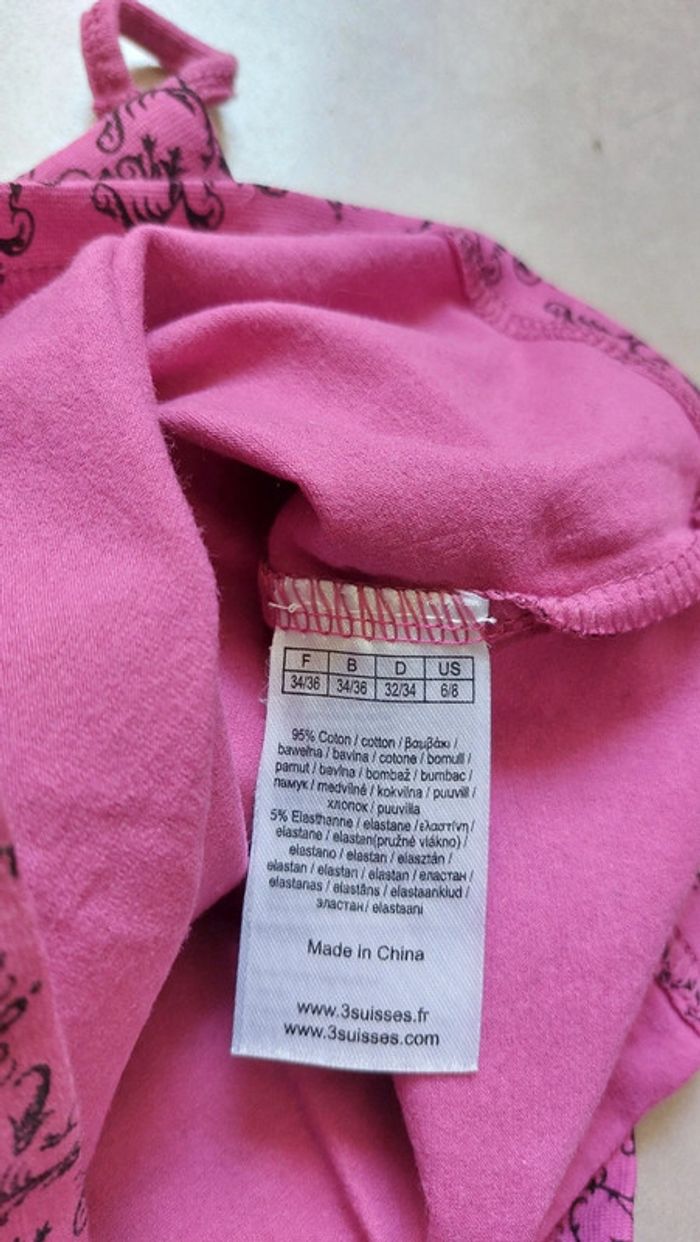 F B D US
34/36 34/36 32/34 6/8
95% Coton / cotton / βαμβάκι /
bawełna / bavlna / cotone / bomull /
pamut / bavlna / bombaž / bumbac /
памук / medvilnė / kokvilna / puuvill /
хлопок / puuvilla
5% Elasthanne / elastane /ελαστίνη /
elastane / elasten(pružné vlákno) /
elastano / elastan / elasztán /
elastan / elastan / elastan / еластан /
elastanas / elastāns / elastaankiud /
эластан / elastaani
Made in China
www.3suisses.fr
www.3suisses.com